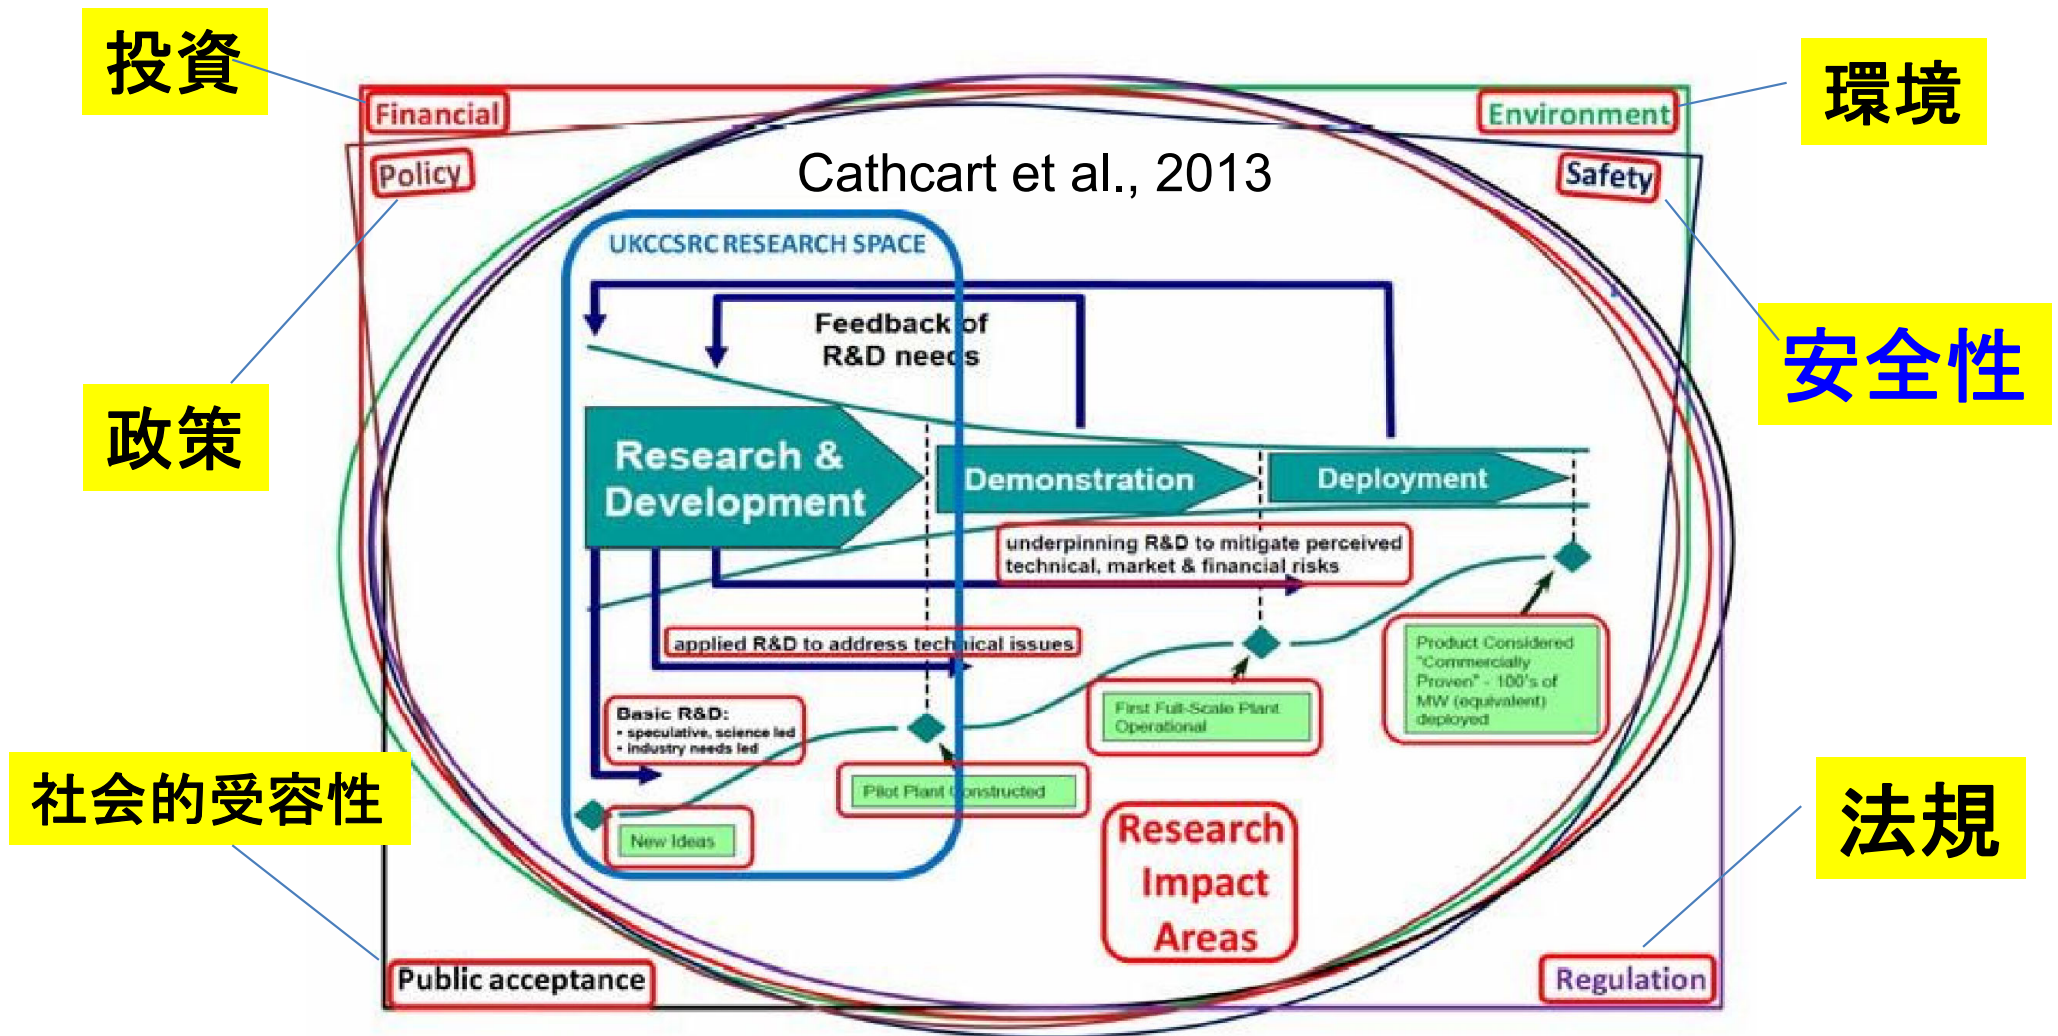 投資
Financial
Environment
環境
Policy
Cathcart et al., 2013
Safety
UKCCSRC RESEARCH SPACE
Feedback of
R&D needs
安全性
政策
Research &
Development
Demonstration
Deployment
underpinning R&D to mitigate perceived
technical, market & financial risks
applied R&D to address technical issues
Product Considered
"Commercially
Proven" - 100's of
MW (equivalent)
deployed
Basic R&D:
• speculative, science led
• industry needs led
First Full-Scale Plant
Operational
Pilot Plant Constructed
社会的受容性
New Ideas
Research
Impact
Areas
法規
Public acceptance
Regulation